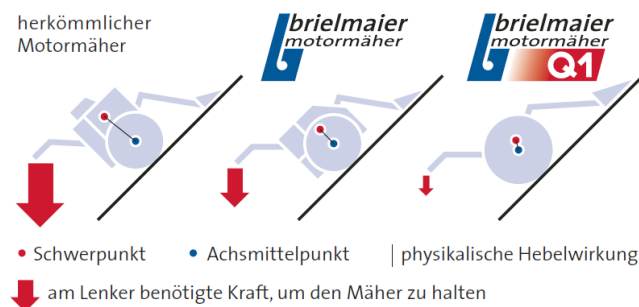 herkömmlicher
Motormäher
brielmaier
motormäher
brielmaier
motormäher
Q1
Schwerpunkt
Achsmittelpunkt
physikalische Hebelwirkung
am Lenker benötigte Kraft, um den Mäher zu halten